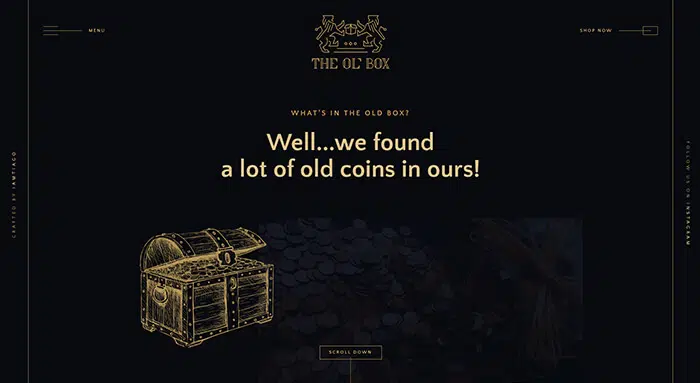 MENU
THE OL' BOX
SHOP NOW
WHAT'S IN THE OLD BOX?
Well...we found
a lot of old coins in ours!
CRAFTED BY IAMTIAGO
FOLLOW US ON INSTAGRAM
SCROLL DOWN